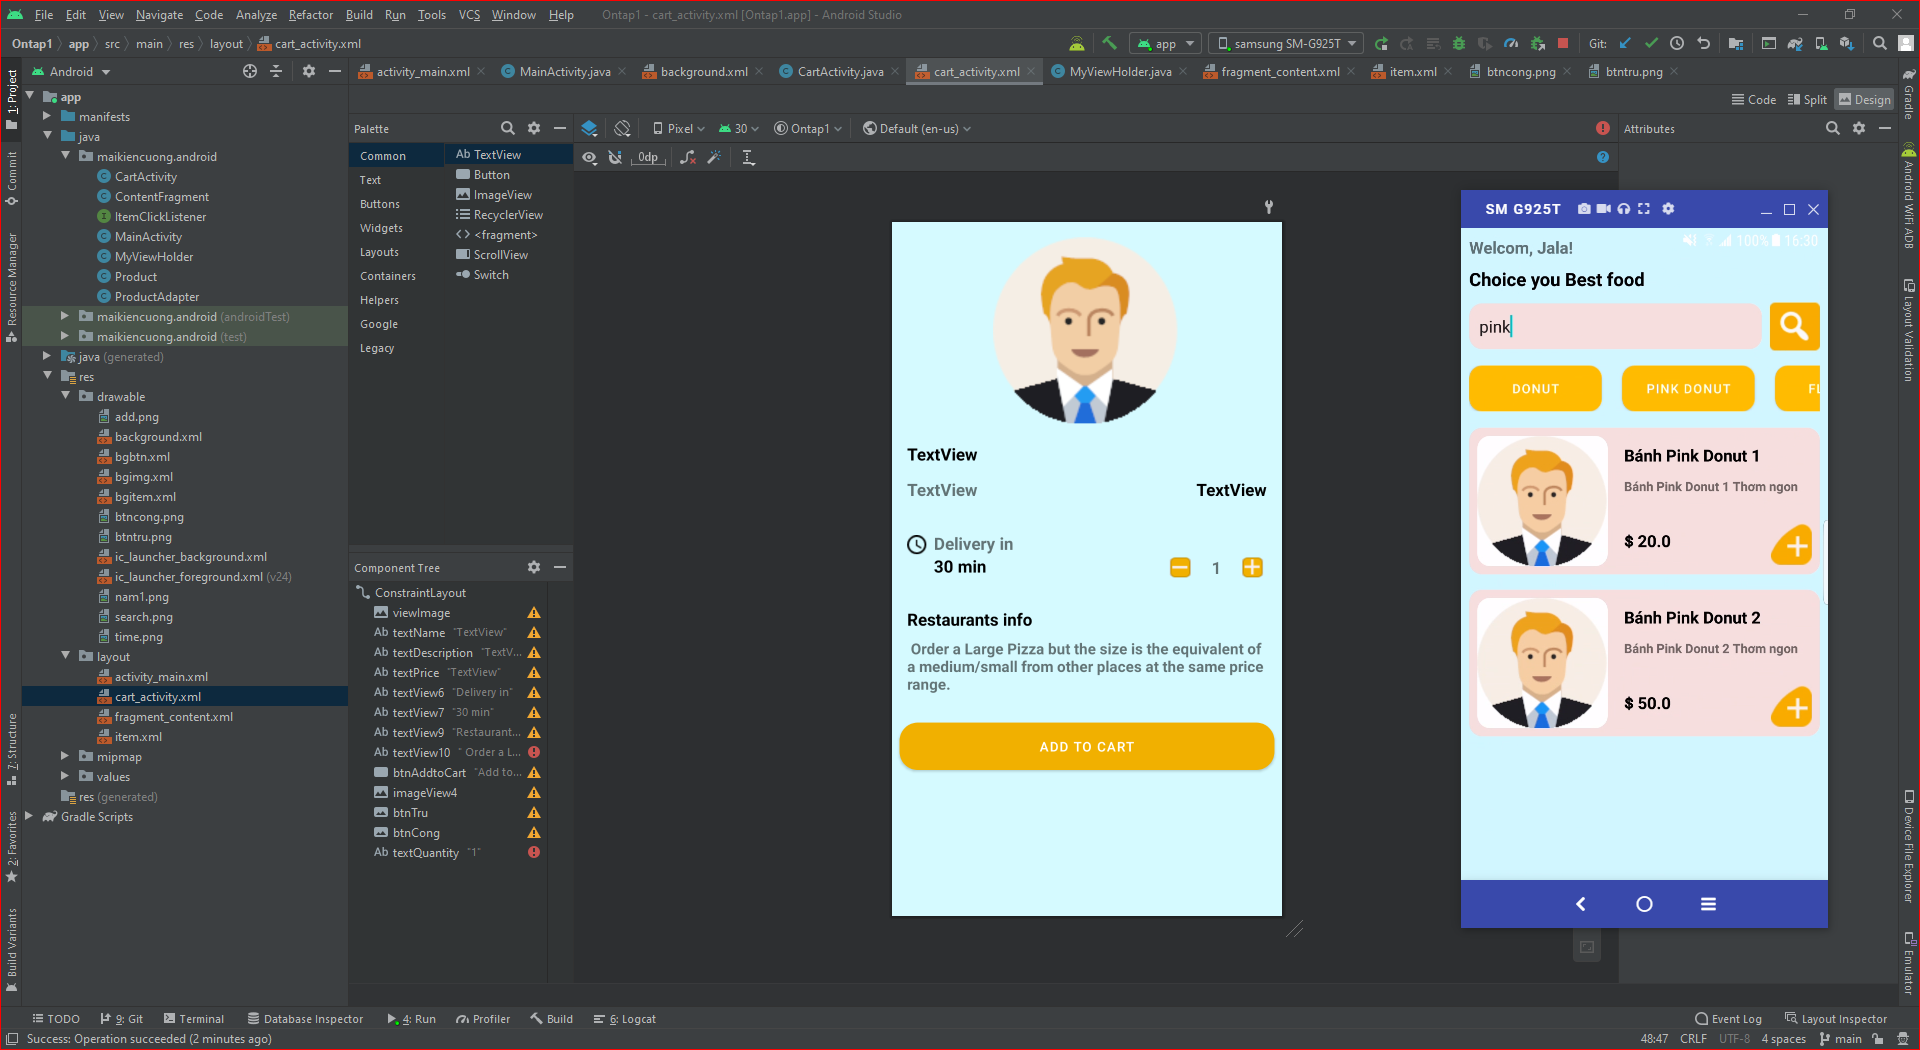 File Edit View Navigate Code Analyze Refactor Build Run Tools VCS Window Help Ontap1 - cart_activity.xml [Ontap1.app] - Android Studio
Ontap1 app src main res layout cart_activity.xml app samsung SM-G925T Git:
Android activity_main.xml MainActivity.java background.xml CartActivity.java cart_activity.xml MyViewHolder.java fragment_content.xml item.xml btncong.png btntru.png
Code Split Design
1: Project
Commit
Resource Manager
7: Structure
2: Favorites
Build Variants
app
manifests
java
maikiencuong.android
CartActivity
ContentFragment
ItemClickListener
MainActivity
MyViewHolder
Product
ProductAdapter
maikiencuong.android (androidTest)
maikiencuong.android (test)
java (generated)
res
drawable
add.png
background.xml
bgbtn.xml
bgimg.xml
bgitem.xml
btncong.png
btntru.png
ic_launcher_background.xml
ic_launcher_foreground.xml (v24)
nam1.png
search.png
time.png
layout
activity_main.xml
cart_activity.xml
fragment_content.xml
item.xml
mipmap
values
res (generated)
Gradle Scripts
Palette
Common
Text
Buttons
Widgets
Layouts
Containers
Helpers
Google
Legacy
Ab TextView
Button
ImageView
RecyclerView
<fragment>
ScrollView
Switch
Component Tree
ConstraintLayout
viewImage
Ab textName "TextView"
Ab textDescription "TextV...
Ab textPrice "TextView"
Ab textView6 "Delivery in"
Ab textView7 "30 min"
Ab textView9 "Restaurant...
Ab textView10 " Order a L...
btnAddtoCart "Add to...
imageView4
btnTru
btnCong
Ab textQuantity "1"
Pixel 30 Ontap1 Default (en-us)
0dp
TextView
TextView TextView
Delivery in
30 min 1
Restaurants info
Order a Large Pizza but the size is the equivalent of
a medium/small from other places at the same price
range.
ADD TO CART
Attributes
SM G925T
100% 16:30
Welcom, Jala!
Choice you Best food
pink
DONUT PINK DONUT FL
Bánh Pink Donut 1
Bánh Pink Donut 1 Thơm ngon
$ 20.0
Bánh Pink Donut 2
Bánh Pink Donut 2 Thơm ngon
$ 50.0
Gradle
Android WiFi ADB
Layout Validation
Device File Explorer
Emulator
TODO 9: Git Terminal Database Inspector 4: Run Profiler Build 6: Logcat Event Log Layout Inspector
Success: Operation succeeded (2 minutes ago) 48:47 CRLF UTF-8 4 spaces main